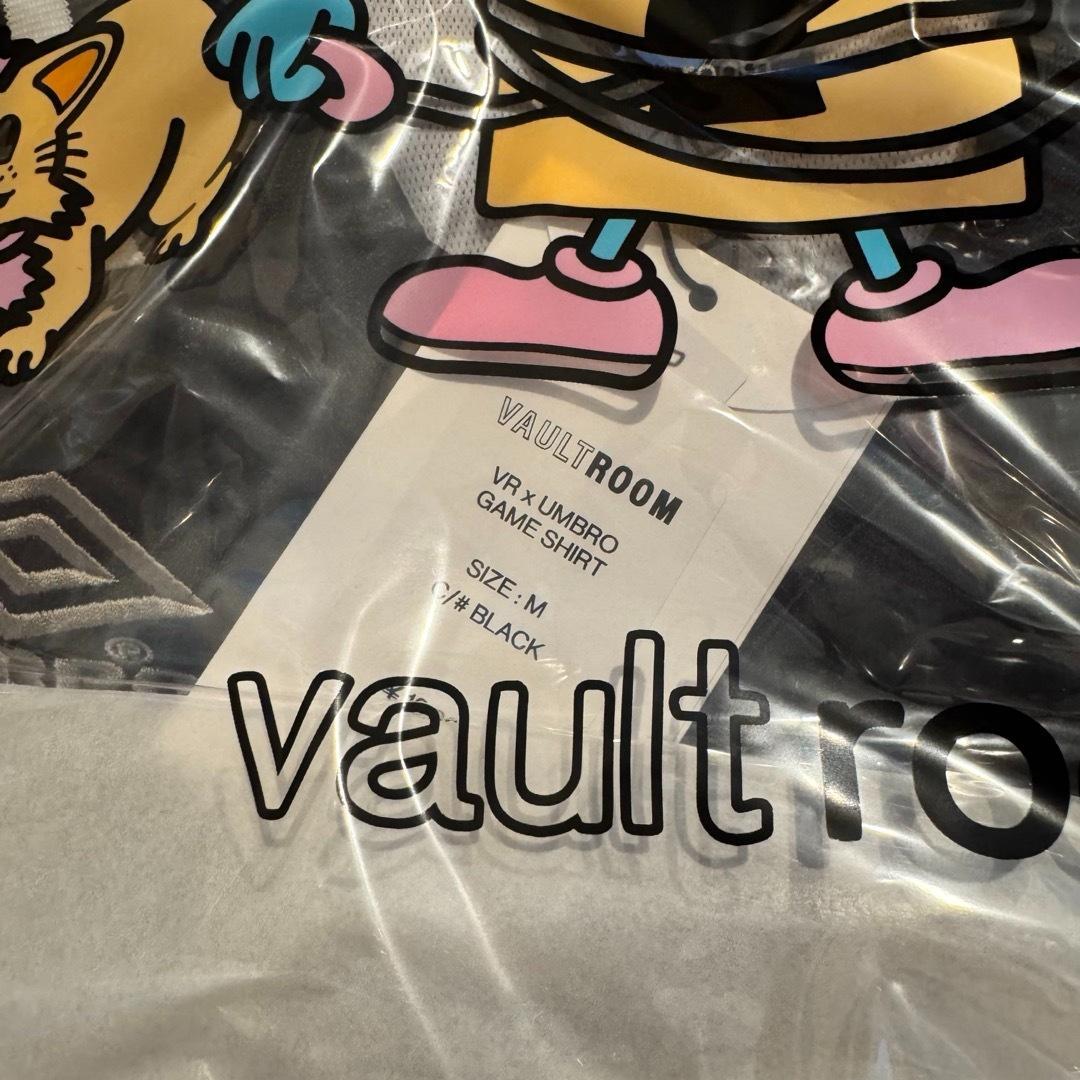 VAULTROOM
VR x UMBRO
GAME SHIRT
SIZE : M
C/# BLACK
vault ro